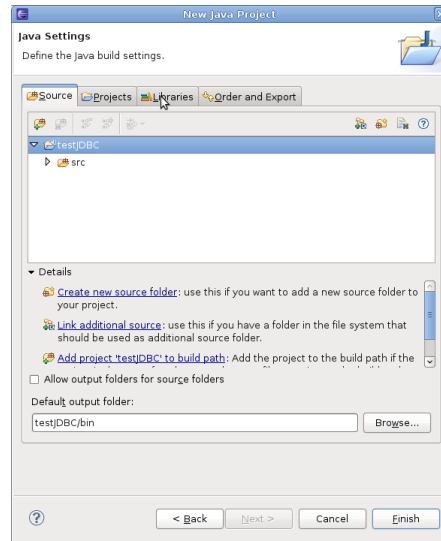 New Java Project
Java Settings
Define the Java build settings.
Source Projects Libraries Order and Export
testJDBC
src
Details
Create new source folder: use this if you want to add a new source folder to
your project.
Link additional source: use this if you have a folder in the file system that
should be used as additional source folder.
Add project 'testJDBC' to build path: Add the project to the build path if the
Allow output folders for source folders
Default output folder:
testJDBC/bin
Browse...
< Back Next > Cancel Finish